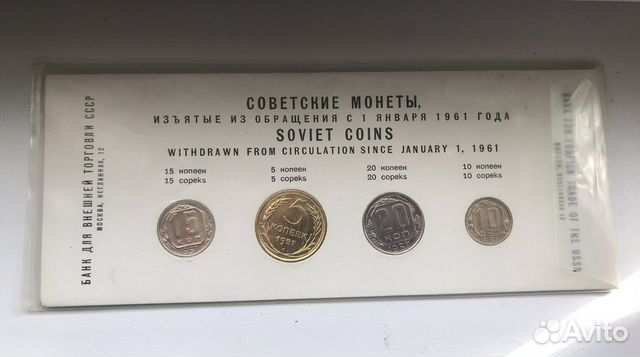 СОВЕТСКИЕ МОНЕТЫ,
ИЗЪЯТЫЕ ИЗ ОБРАЩЕНИЯ С 1 ЯНВАРЯ 1961 ГОДА
SOVIET COINS
WITHDRAWN FROM CIRCULATION SINCE JANUARY 1, 1961
15 копеек
15 copeks
5 копеек
5 copeks
20 копеек
20 copeks
10 копеек
10 copeks
15
КОП
5
КОПЕЕК
1957
20
КОП
1957
10
БАНК ДЛЯ ВНЕШНЕЙ ТОРГОВЛИ СССР
МОСКВА, НЕГЛИННАЯ, 12
BANK FOR FOREIGN TRADE OF THE USSR
Avito